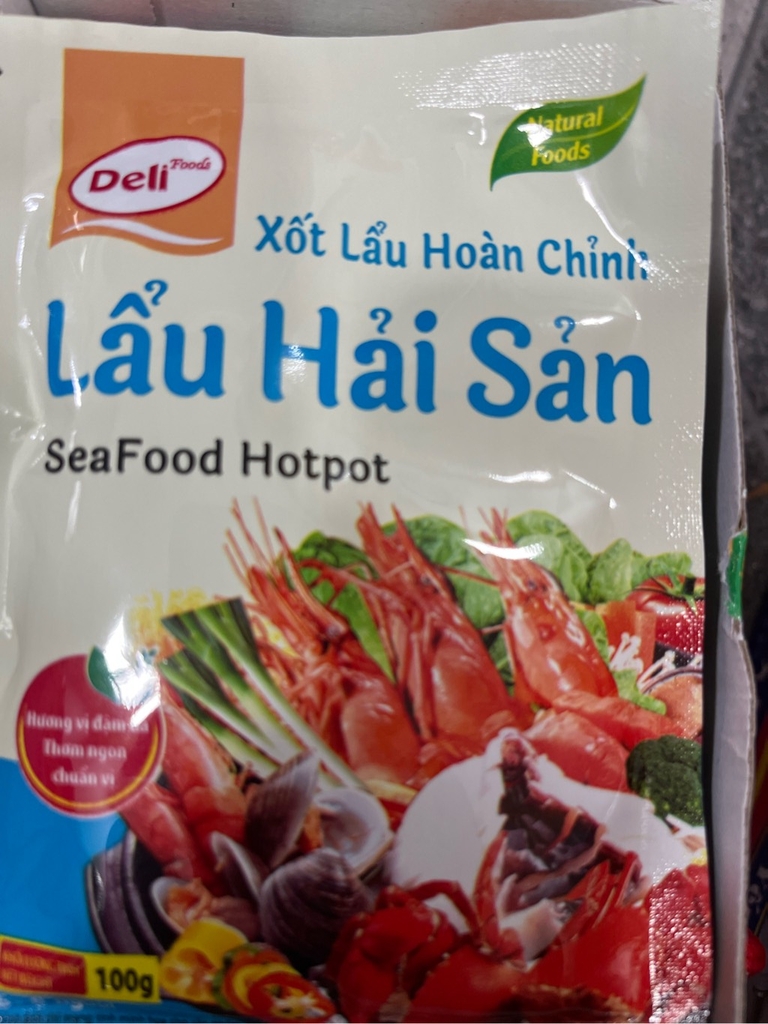 Deli Foods
Natural
Foods
Xốt Lẩu Hoàn Chỉnh
Lẩu Hải Sản
SeaFood Hotpot
Hương vị đậm
Thơm ngon
chuẩn vị
100g